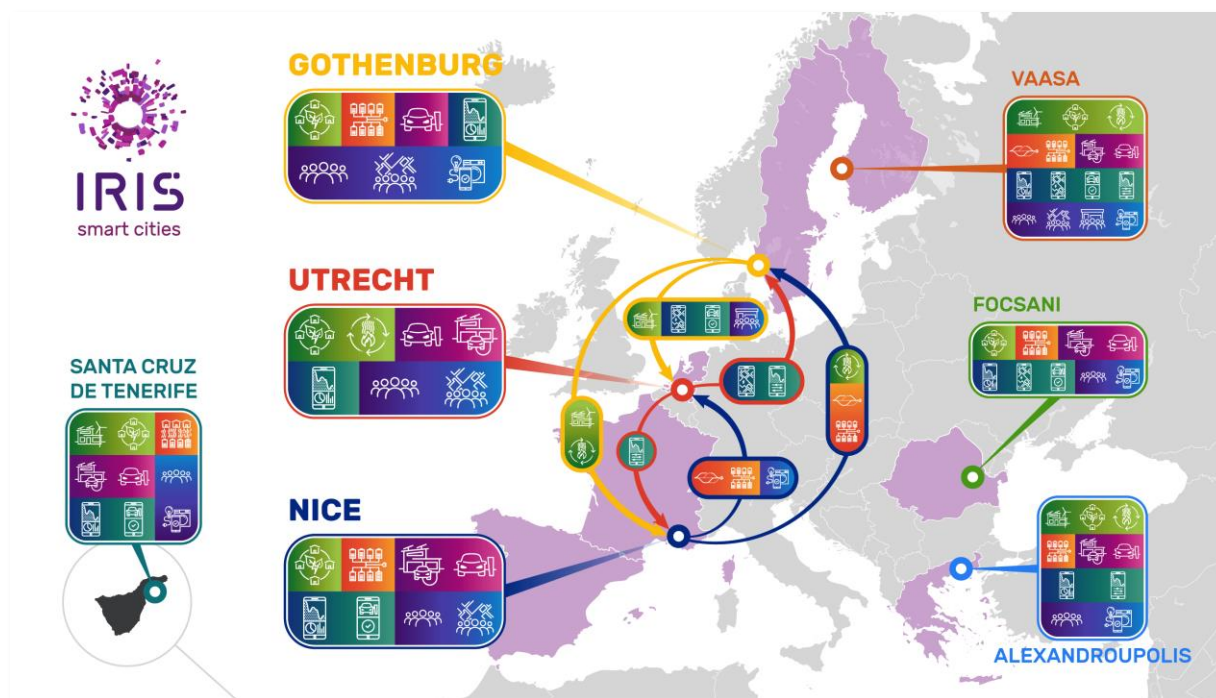 IRIS
smart cities
GOTHENBURG
UTRECHT
NICE
SANTA CRUZ
DE TENERIFE
VAASA
FOCSANI
ALEXANDROUPOLIS